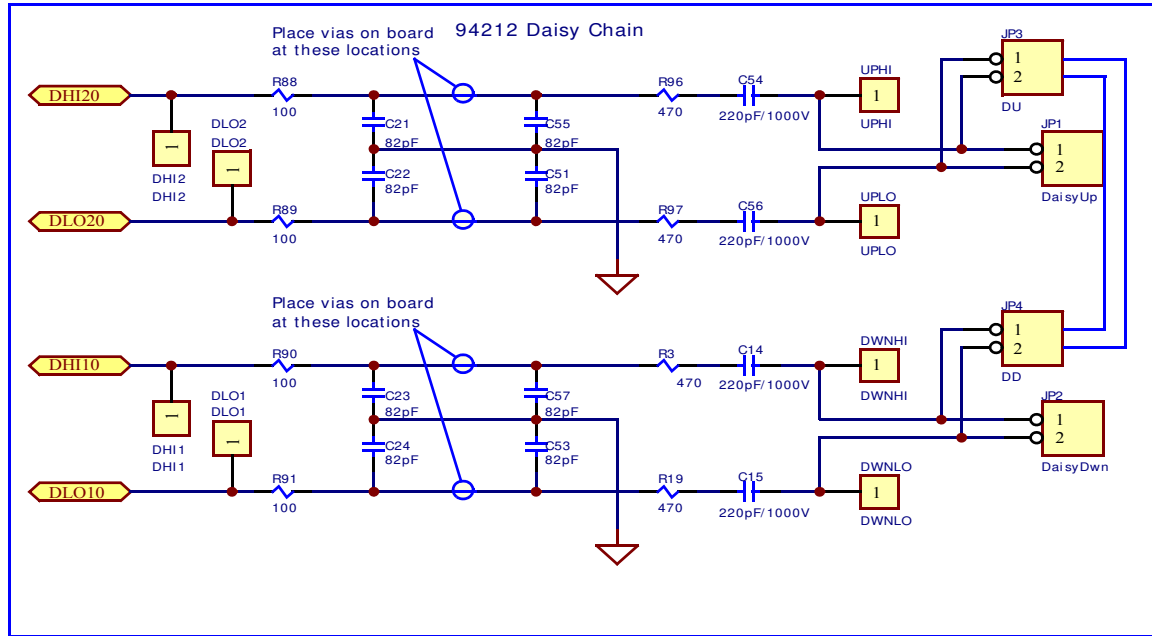 Place vias on board 94212 Daisy Chain
at these locations
JP3
DHI20 R88 R96 C54 UPHI 1
100 470 220pF/1000V 1 2
UPHI DU
C21 C55 JP1
82pF 82pF
DLO2
DLO2
1 1 1
2
C22 C51
82pF 82pF
DHI2
DHI2
DaisyUp
DLO20 R89 R97 C56 UPLO
100 470 220pF/1000V 1
UPLO
Place vias on board
at these locations
JP4
1
2
DHI10 R90 R3 C14 DWNHI
100 470 220pF/1000V 1
DWNHI DD
C23 C57 JP2
82pF 82pF
DLO1
DLO1
1 1 1
2
C24 C53
82pF 82pF
DHI1
DHI1
DaisyDwn
DLO10 R91 R19 C15 DWNLO
100 470 220pF/1000V 1
DWNLO